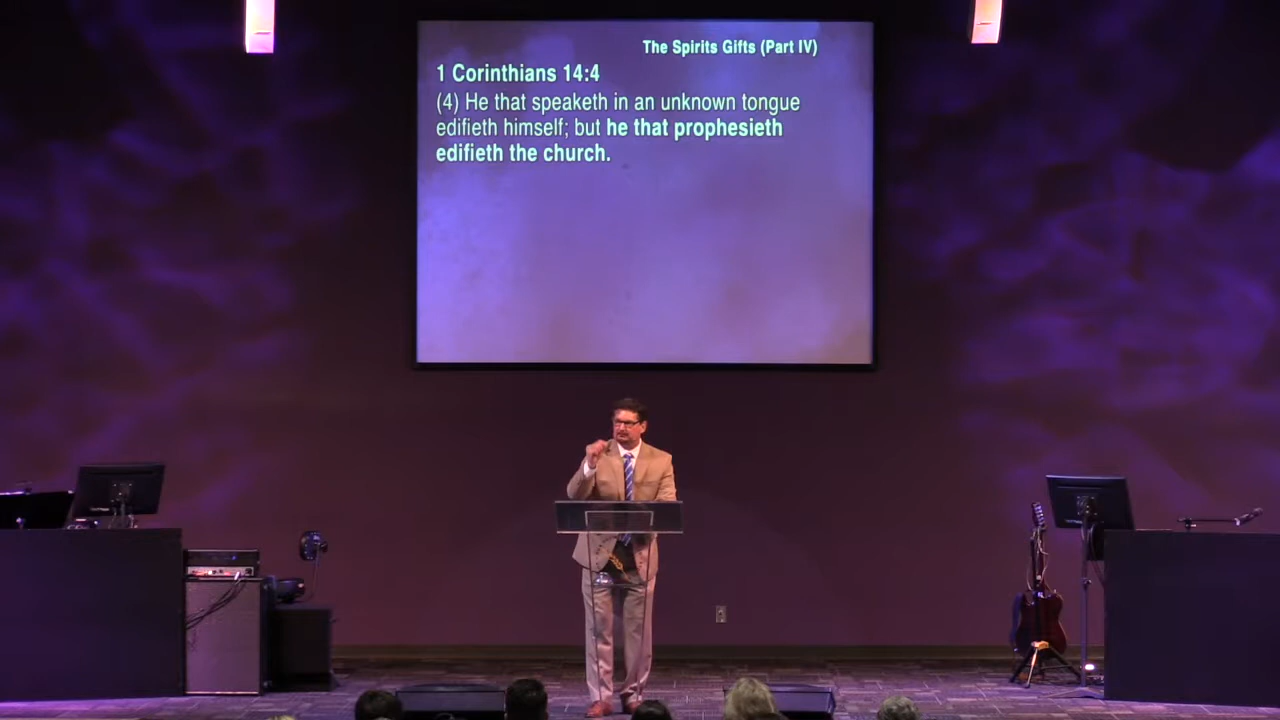 The Spirits Gifts (Part IV)
1 Corinthians 14:4
(4) He that speaketh in an unknown tongue
edifieth himself; but he that prophesieth
edifieth the church.